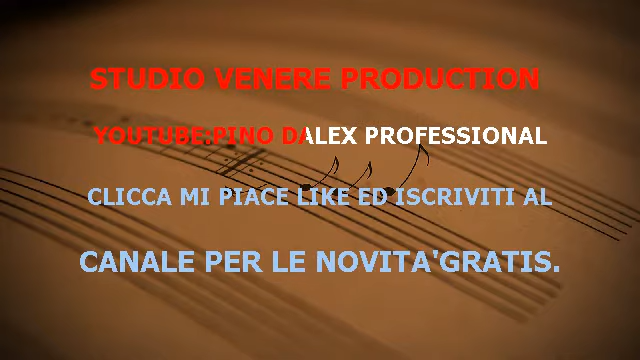 STUDIO VENERE PRODUCTION
YOUTUBE:PINO DALEX PROFESSIONAL
CLICCA MI PIACE LIKE ED ISCRIVITI AL
CANALE PER LE NOVITA'GRATIS.